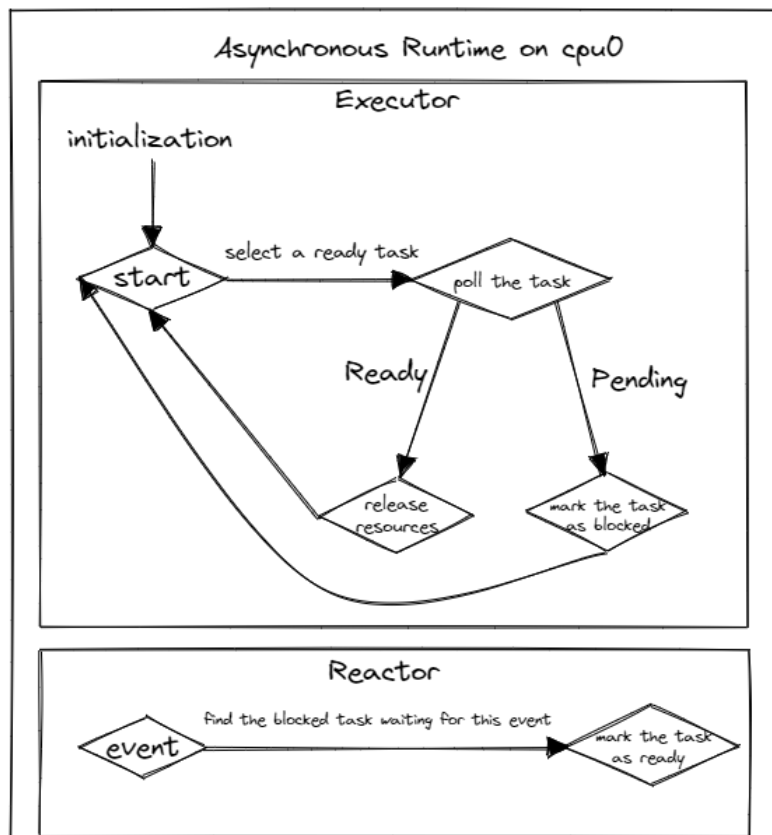 Asynchronous Runtime on cpu0
Executor
initialization
select a ready task
start
poll the task
Ready
Pending
release
resources
mark the task
as blocked
Reactor
find the blocked task waiting for this event
event
mark the task
as ready